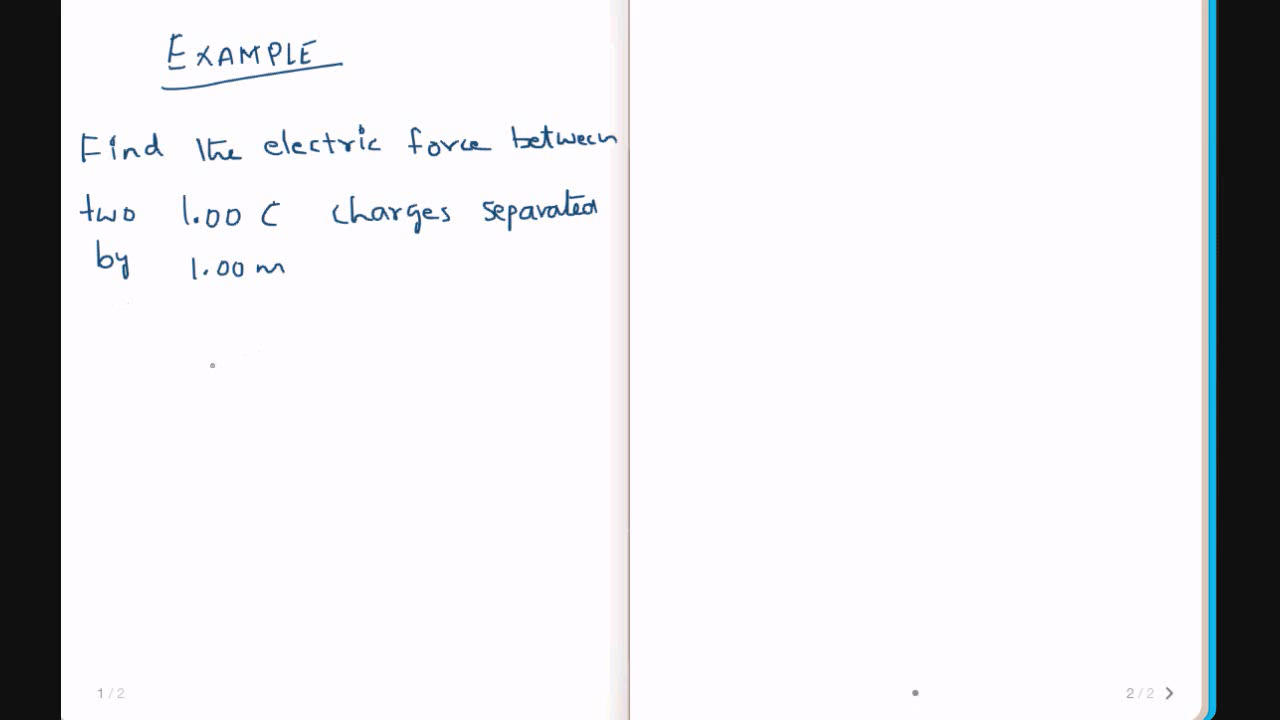 EXAMPLE
Find the electric force between
two 1.00 C charges separated
by 1.00 m
1 / 2
2 / 2